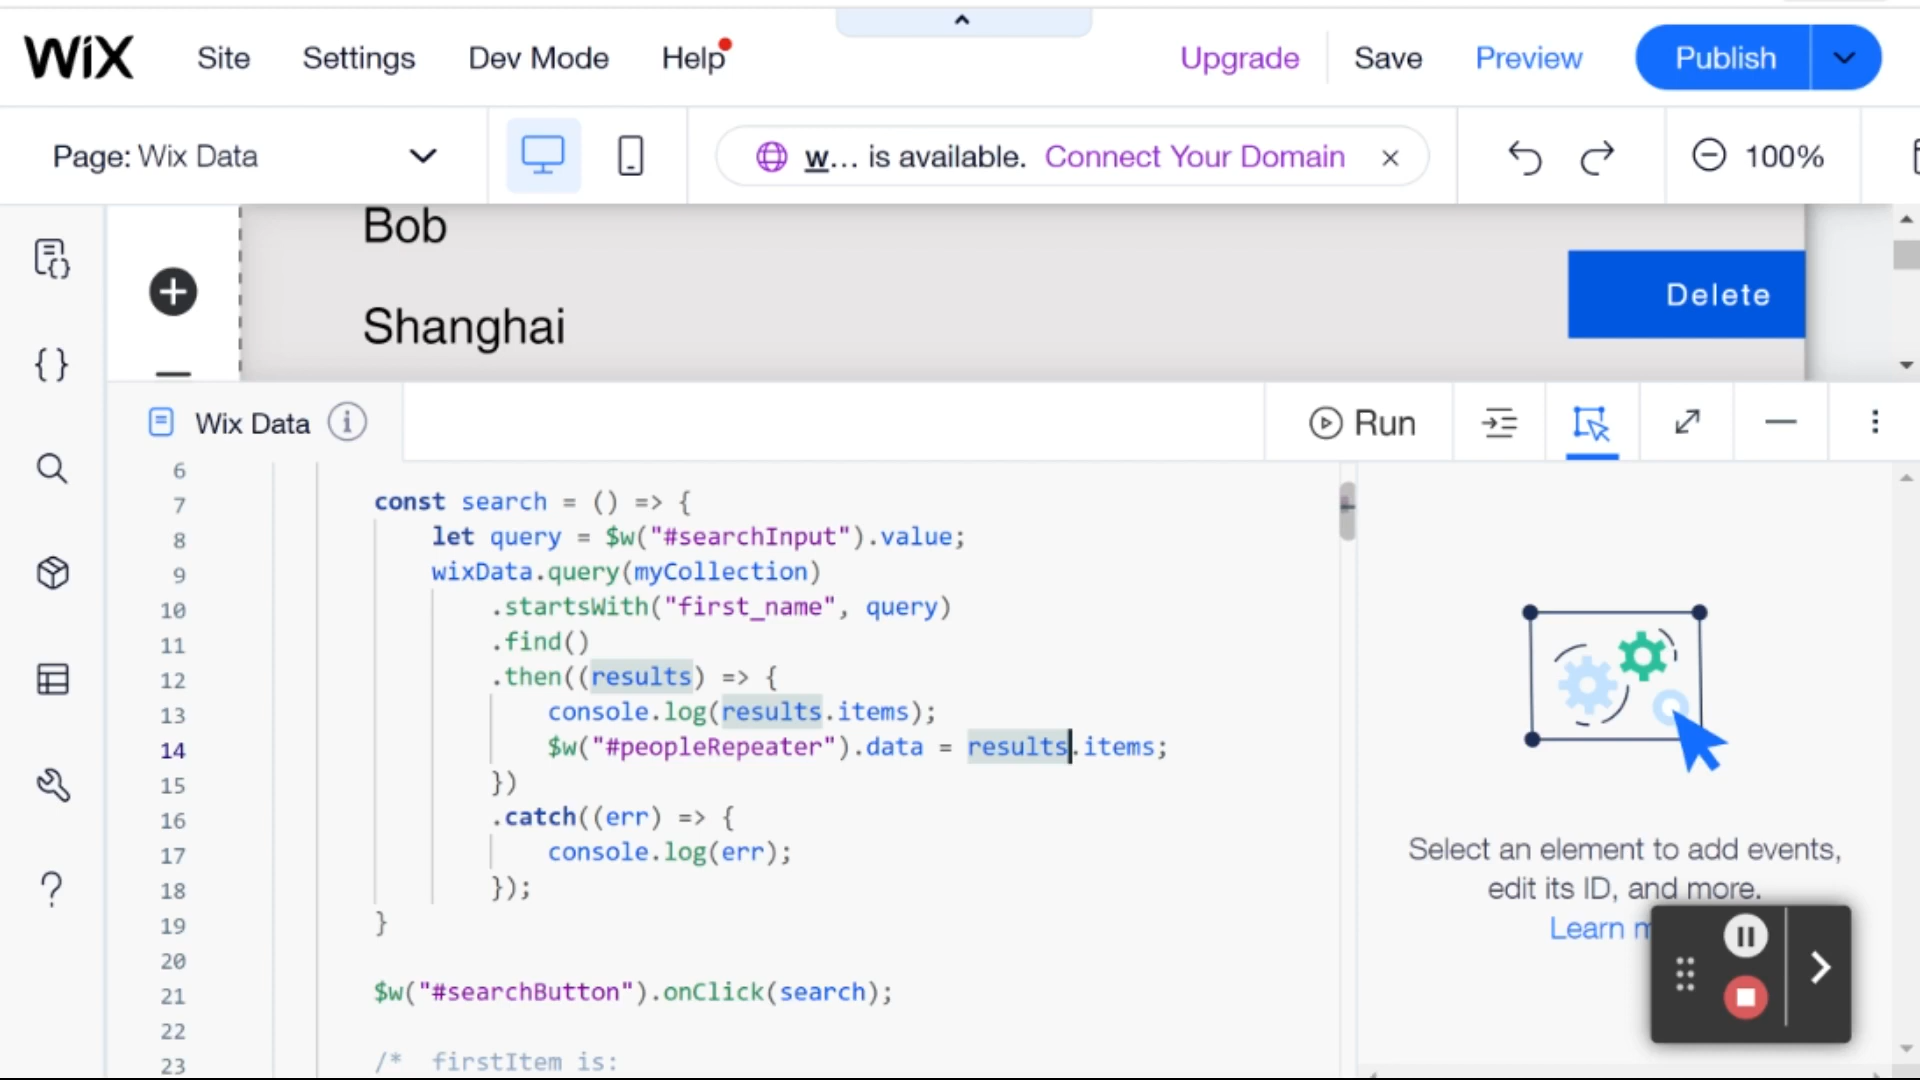 WiX Site Settings Dev Mode Help Upgrade Save Preview Publish
Page: Wix Data w... is available. Connect Your Domain 100%
Bob
Delete
Shanghai
Wix Data Run
6
7 const search = () => {
8 let query = $w("#searchInput").value;
9 wixData.query(myCollection)
10 .startsWith("first_name", query)
11 .find()
12 .then((results) => {
13 console.log(results.items);
14 $w("#peopleRepeater").data = results.items;
15 })
16 .catch((err) => {
17 console.log(err);
18 });
19 }
20
21 $w("#searchButton").onClick(search);
22
23 /* firstItem is:
Select an element to add events,
edit its ID, and more.
Learn